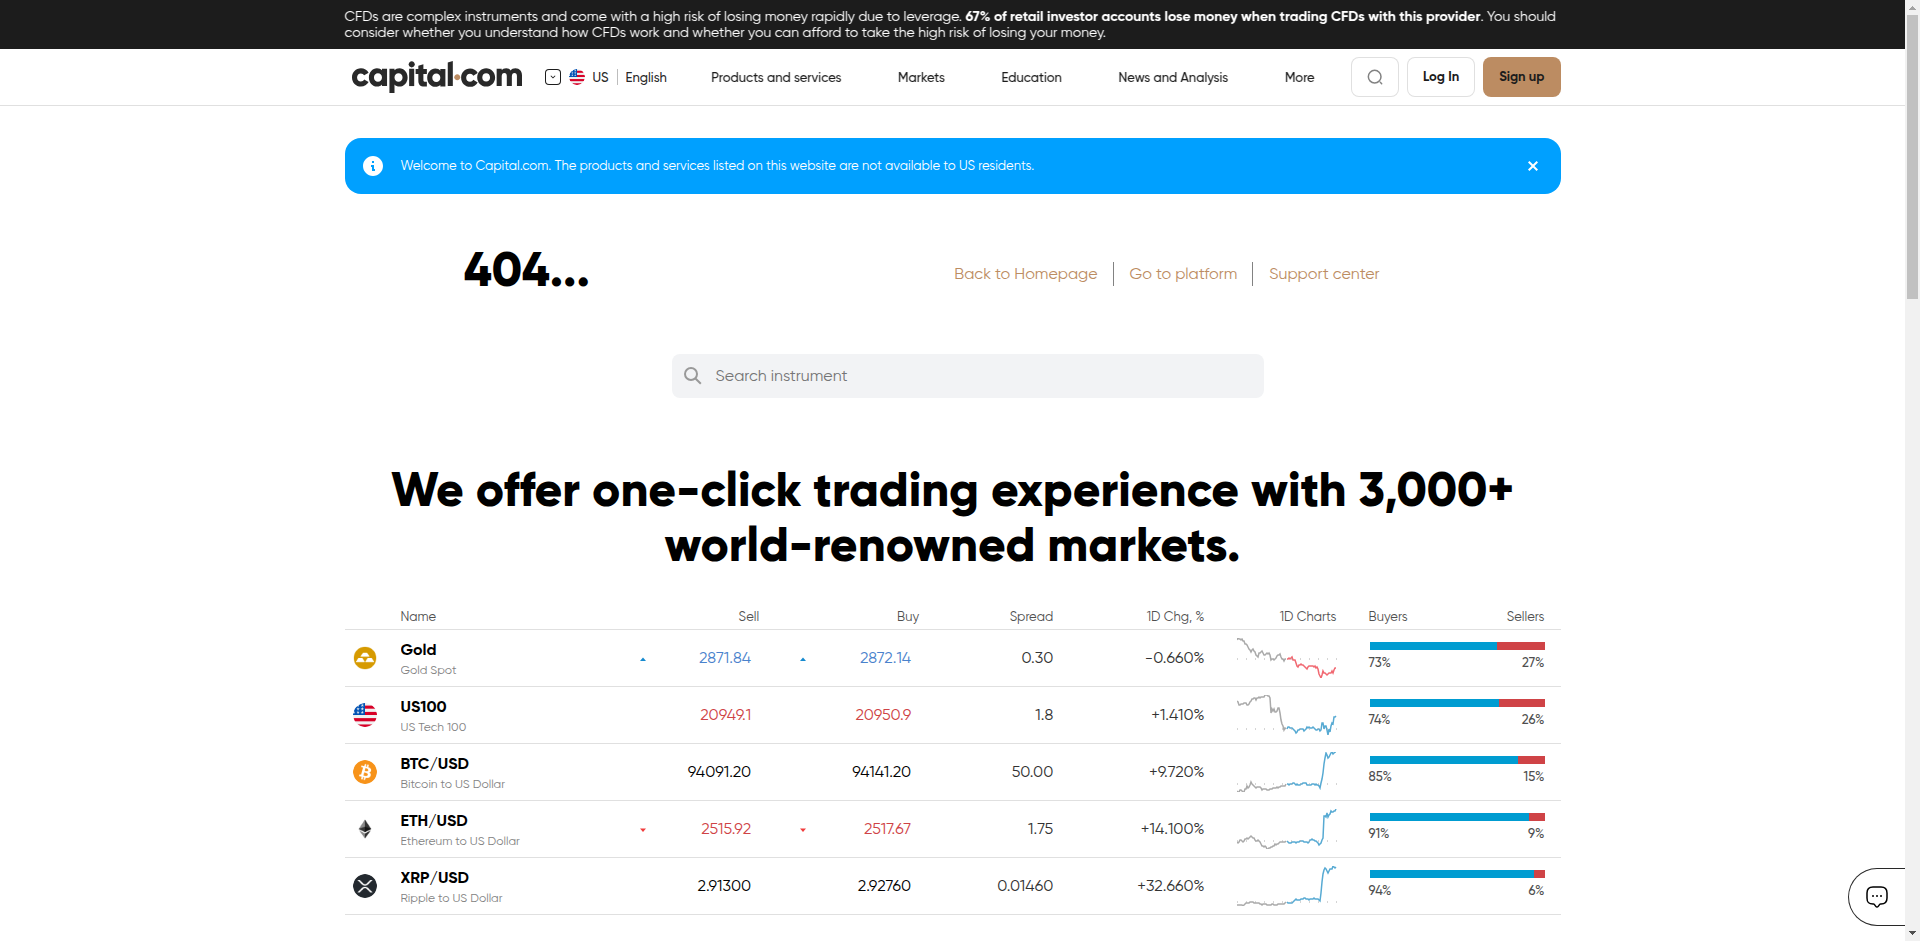 CFDs are complex instruments and come with a high risk of losing money rapidly due to leverage. 67% of retail investor accounts lose money when trading CFDs with this provider. You should
consider whether you understand how CFDs work and whether you can afford to take the high risk of losing your money.
capital.com US English Products and services Markets Education News and Analysis More Log In Sign up
Welcome to Capital.com. The products and services listed on this website are not available to US residents.
404...
Back to Homepage Go to platform Support center
Search instrument
We offer one-click trading experience with 3,000+
world-renowned markets.
Name Sell Buy Spread 1D Chg, % 1D Charts Buyers Sellers
Gold
Gold Spot
2871.84 2872.14 0.30 -0.660% 73% 27%
US100
US Tech 100
20949.1 20950.9 1.8 +1.410% 74% 26%
BTC/USD
Bitcoin to US Dollar
94091.20 94141.20 50.00 +9.720% 85% 15%
ETH/USD
Ethereum to US Dollar
2515.92 2517.67 1.75 +14.100% 91% 9%
XRP/USD
Ripple to US Dollar
2.91300 2.92760 0.01460 +32.660% 94% 6%